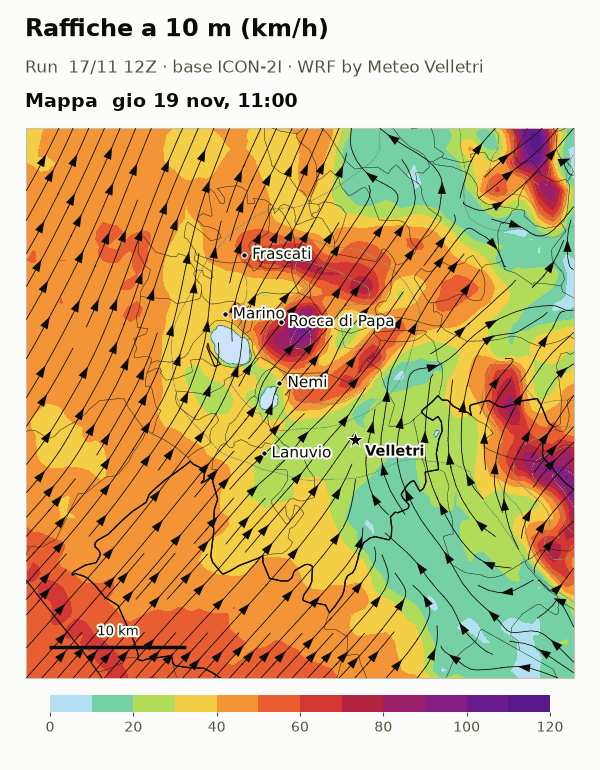 Raffiche a 10 m (km/h)
Run 17/11 12Z · base ICON-2I · WRF by Meteo Velletri
Mappa gio 19 nov, 11:00
Frascati
Marino
Rocca di Papa
Nemi
Lanuvio
Velletri
10 km
0 20 40 60 80 100 120